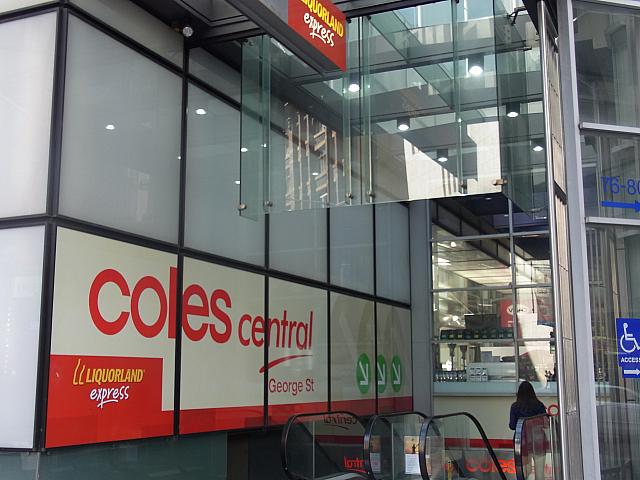 LIQUORLAND
express
coles central
George St
LIQUORLAND
express
76-80
ACCESS
coles